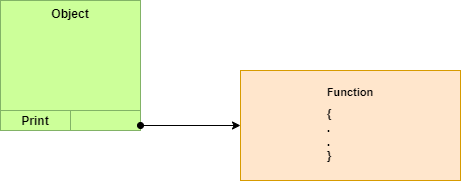 Object
Print
Function
{
.
.
}